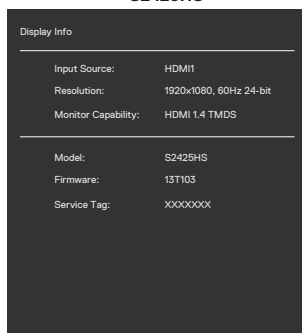 Display Info
Input Source: HDMI1
Resolution: 1920x1080, 60Hz 24-bit
Monitor Capability: HDMI 1.4 TMDS
Model: S2425HS
Firmware: 13T103
Service Tag: XXXXXXX